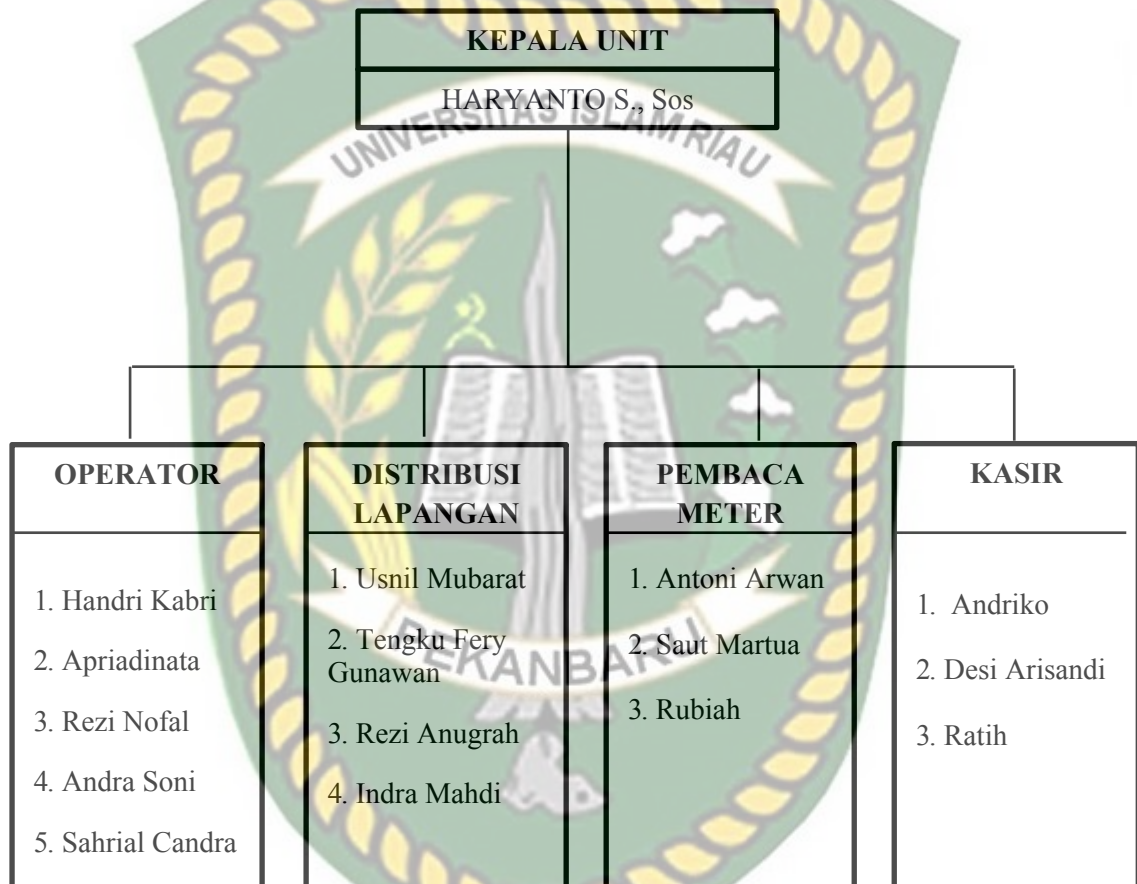 KEPALA UNIT
HARYANTO S., Sos
UNIVERSITAS ISLAM RIAU
OPERATOR
1. Handri Kabri
2. Apriadinata
3. Rezi Nofal
4. Andra Soni
5. Sahrial Candra
DISTRIBUSI
LAPANGAN
1. Usnil Mubarat
2. Tengku Fery
Gunawan
3. Rezi Anugrah
4. Indra Mahdi
PEMBACA
METER
1. Antoni Arwan
2. Saut Martua
3. Rubiah
KASIR
1. Andriko
2. Desi Arisandi
3. Ratih
PEKANBARU